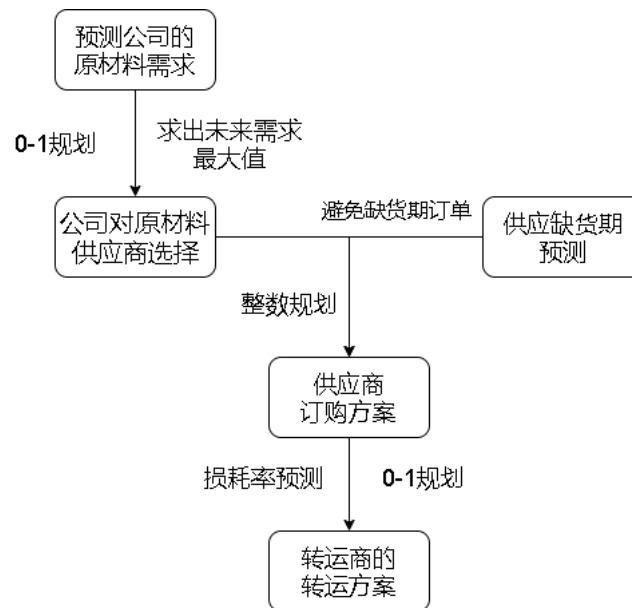 预测公司的
原材料需求
0-1规划
求出未来需求
最大值
公司对原材料
供应商选择
避免缺货期订单
供应缺货期
预测
整数规划
供应商
订购方案
损耗率预测
0-1规划
转运商的
转运方案